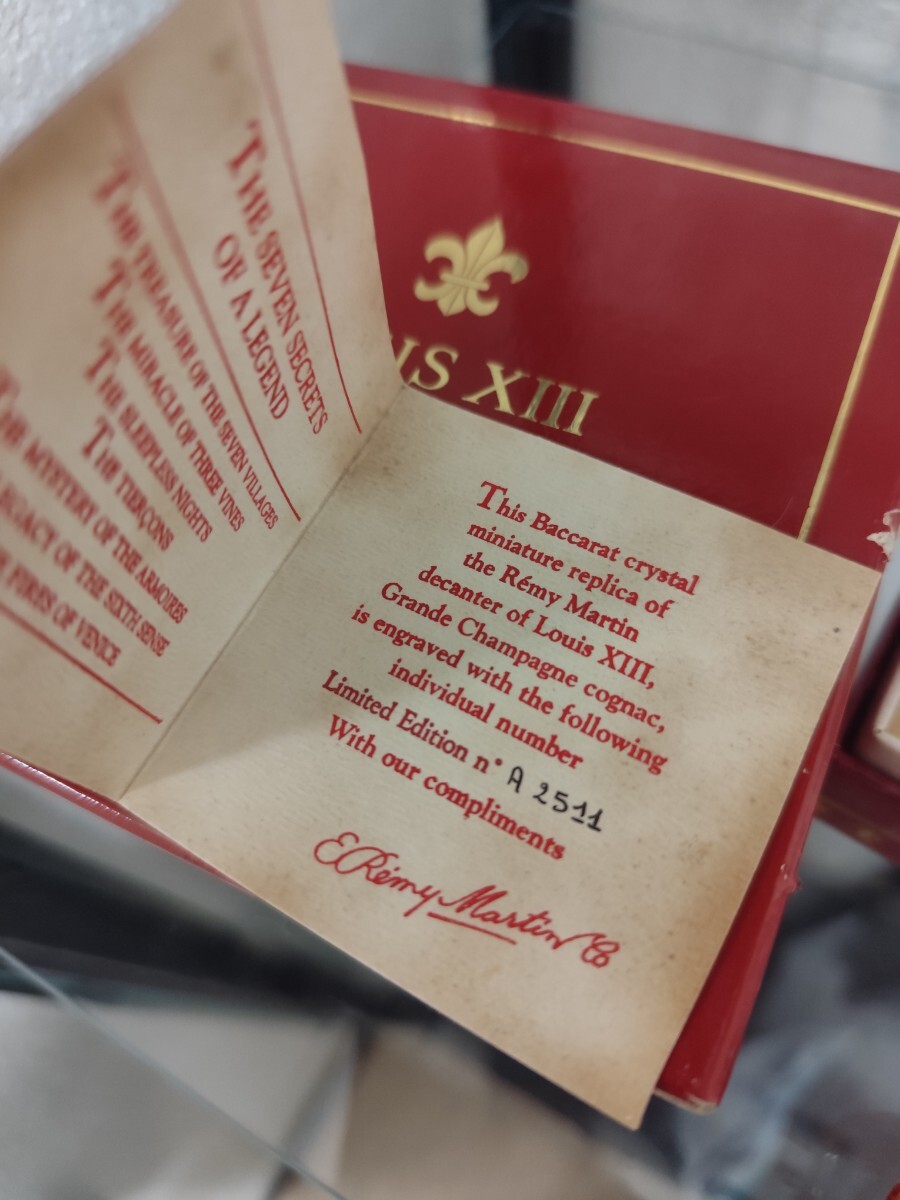 THE SEVEN SECRETS
OF A LEGEND
THE TREASURE OF THE SEVEN VILLAGES
THE MIRACLE OF THREE VINES
THE SLEEPLESS NIGHTS
THE TIERÇONS
THE MYSTERY OF THE ARMOIRES
LEGACY OF THE SIXTH SENSE
FIRES OF VENICE
UIS XIII
This Baccarat crystal
miniature replica of
the Rémy Martin
decanter of Louis XIII,
Grande Champagne cognac,
is engraved with the following
individual number
Limited Edition n° A 2511
With our compliments
E. Rémy Martin & Co